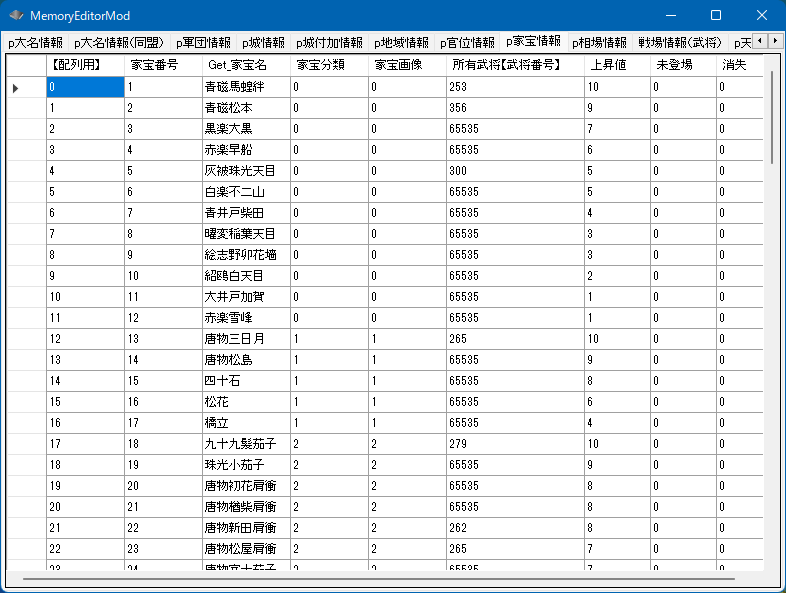 MemoryEditorMod
p大名情報 p大名情報(同盟) p軍団情報 p城情報 p城付加情報 p地域情報 p官位情報 p家宝情報 p相場情報 戦場情報(武将) p天
【配列用】 家宝番号 Get_家宝名 家宝分類 家宝画像 所有武将【武将番号】 上昇値 未登場 消失
0 1 青磁馬蝗絆 0 0 253 10 0 0
1 2 青磁松本 0 0 356 9 0 0
2 3 黒楽大黒 0 0 65535 7 0 0
3 4 赤楽早船 0 0 65535 6 0 0
4 5 灰被珠光天目 0 0 300 5 0 0
5 6 白楽不二山 0 0 65535 5 0 0
6 7 青井戸柴田 0 0 65535 4 0 0
7 8 曜変稲葉天目 0 0 65535 3 0 0
8 9 絵志野卯花墻 0 0 65535 3 0 0
9 10 紹鴎白天目 0 0 65535 2 0 0
10 11 大井戸加賀 0 0 65535 1 0 0
11 12 赤楽雪峰 0 0 65535 1 0 0
12 13 唐物三日月 1 1 265 10 0 0
13 14 唐物松島 1 1 65535 9 0 0
14 15 四十石 1 1 65535 8 0 0
15 16 松花 1 1 65535 6 0 0
16 17 橋立 1 1 65535 4 0 0
17 18 九十九髪茄子 2 2 279 10 0 0
18 19 珠光小茄子 2 2 65535 9 0 0
19 20 唐物初花肩衝 2 2 65535 8 0 0
20 21 唐物楢柴肩衝 2 2 65535 8 0 0
21 22 唐物新田肩衝 2 2 262 8 0 0
22 23 唐物松屋肩衝 2 2 265 7 0 0
23 24 唐物富士茄子 2 2 65535 7 0 0